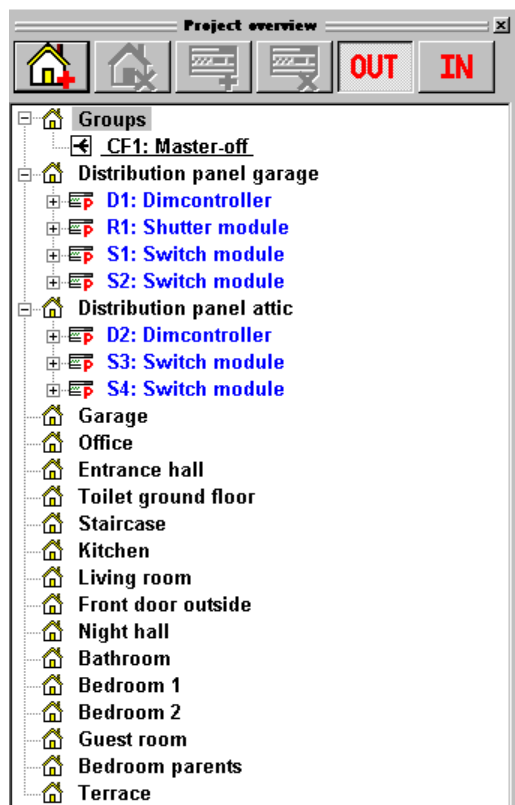 Project overview
OUT IN
Groups
CF1: Master-off
Distribution panel garage
D1: Dimcontroller
R1: Shutter module
S1: Switch module
S2: Switch module
Distribution panel attic
D2: Dimcontroller
S3: Switch module
S4: Switch module
Garage
Office
Entrance hall
Toilet ground floor
Staircase
Kitchen
Living room
Front door outside
Night hall
Bathroom
Bedroom 1
Bedroom 2
Guest room
Bedroom parents
Terrace